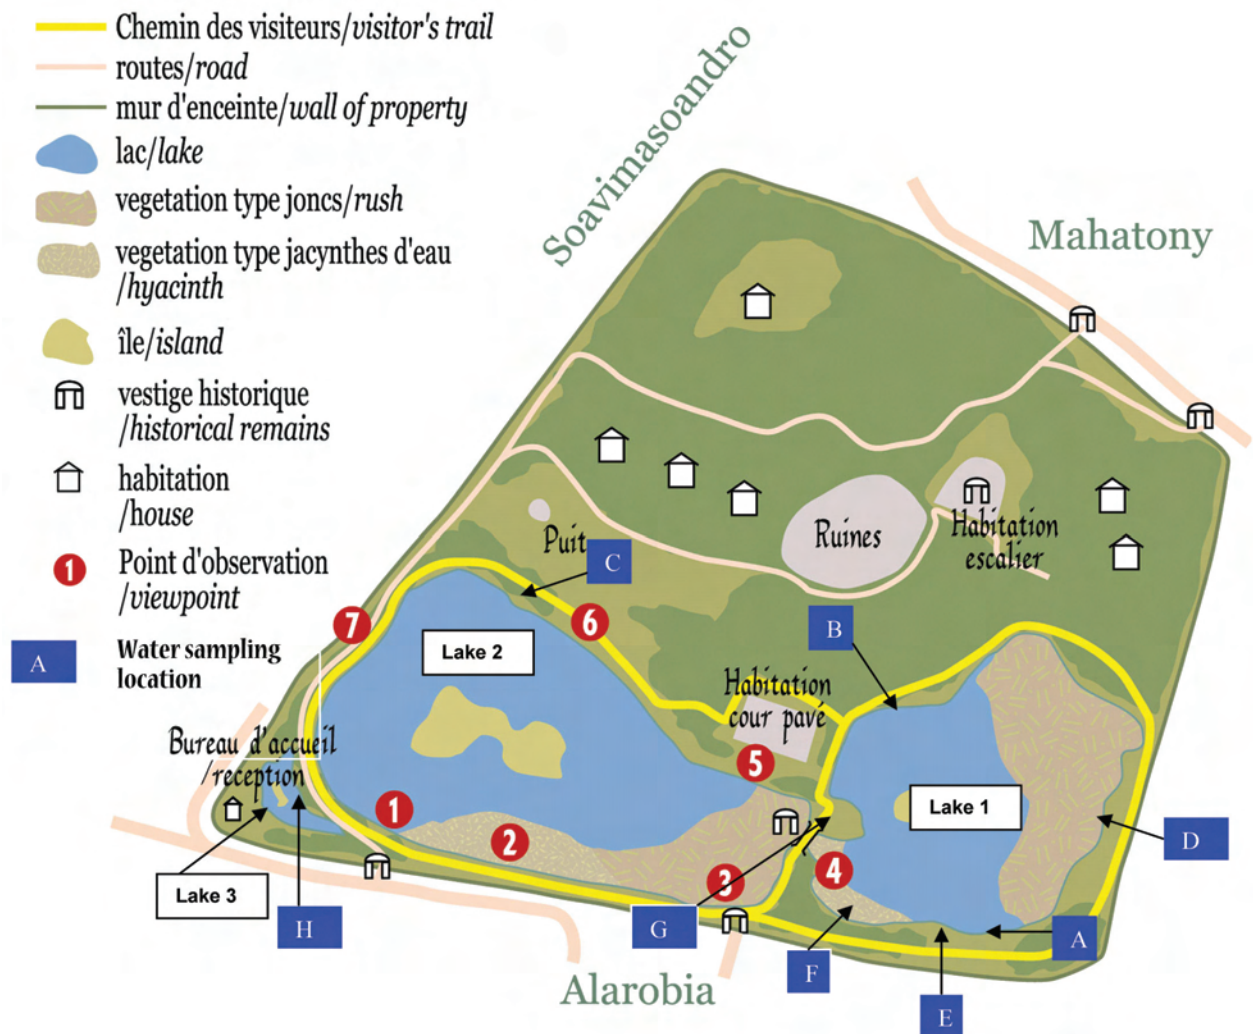 Chemin des visiteurs/visitor's trail
routes/road
mur d'enceinte/wall of property
lac/lake
vegetation type joncs/rush
vegetation type jacynthes d'eau
/hyacinth
île/island
vestige historique
/historical remains
habitation
/house
1
Point d'observation
/viewpoint
A
Water sampling
location
Soavimasoandro
Mahatony
Puit
C
Ruines
Habitation
escalier
7
6
B
Lake 2
Habitation
cour pavé
Bureau d'accueil
/reception
5
1
2
Lake 1
D
3
4
Lake 3
H
G
A
F
E
Alarobia